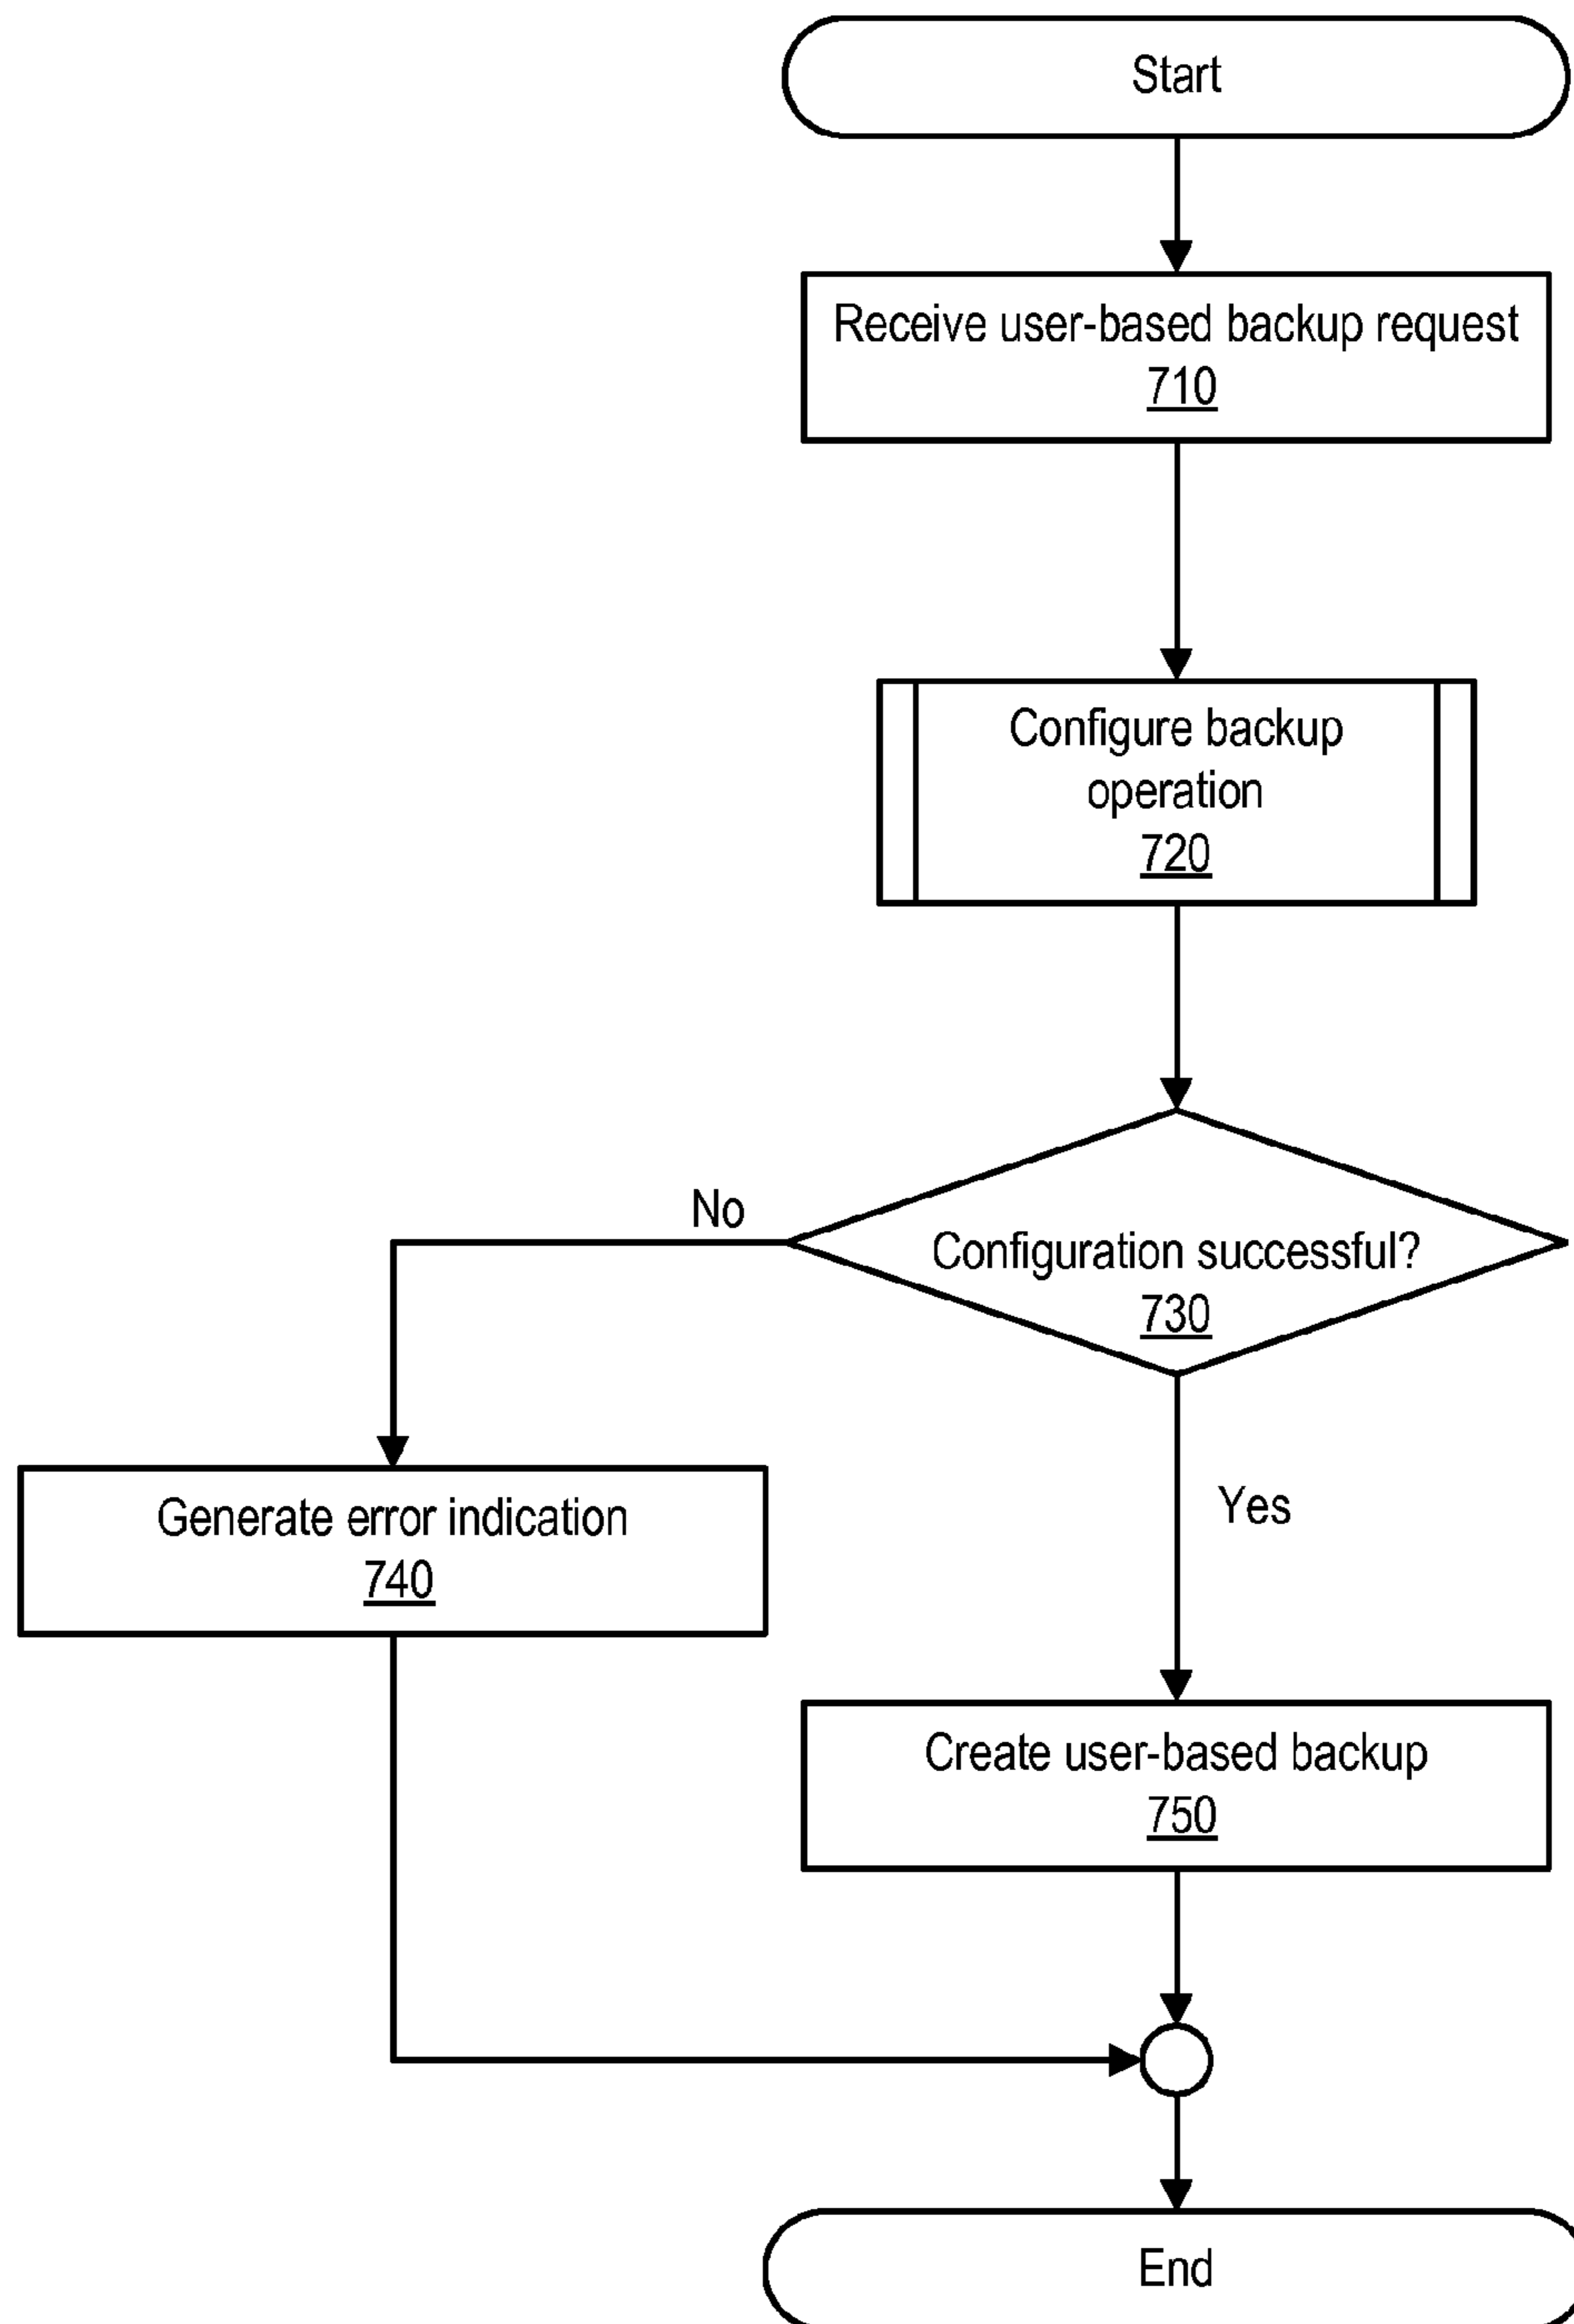 Start
Receive user-based backup request
710
Configure backup
operation
720
No
Configuration successful?
730
Generate error indication
740
Yes
Create user-based backup
750
End